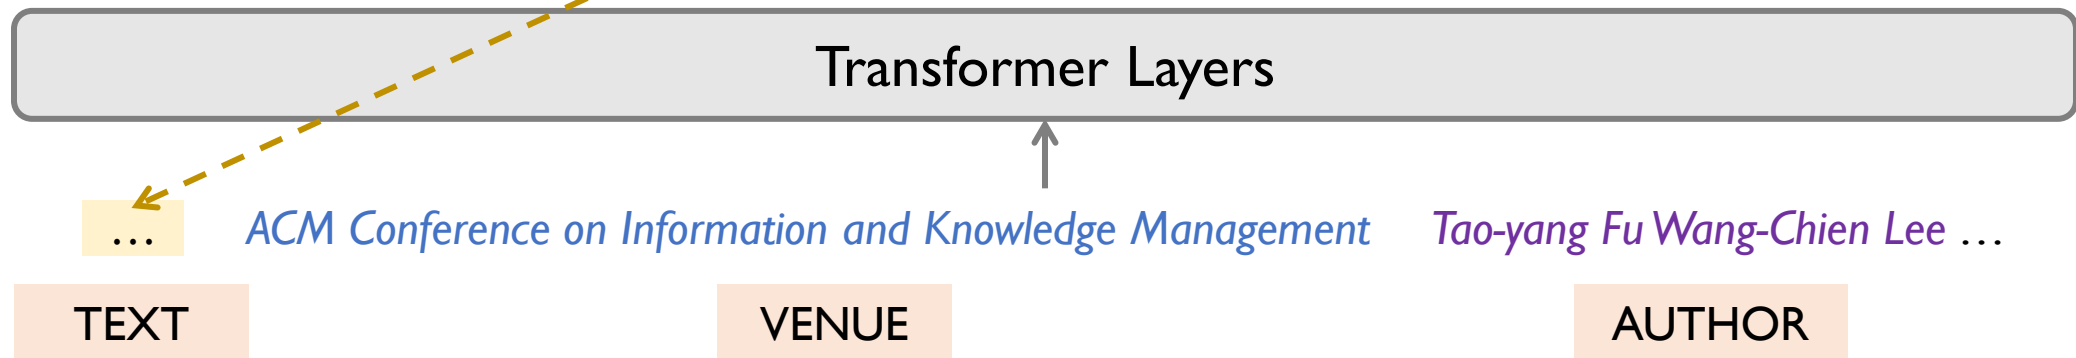 Transformer Layers
… ACM Conference on Information and Knowledge Management Tao-yang Fu Wang-Chien Lee …
TEXT VENUE AUTHOR